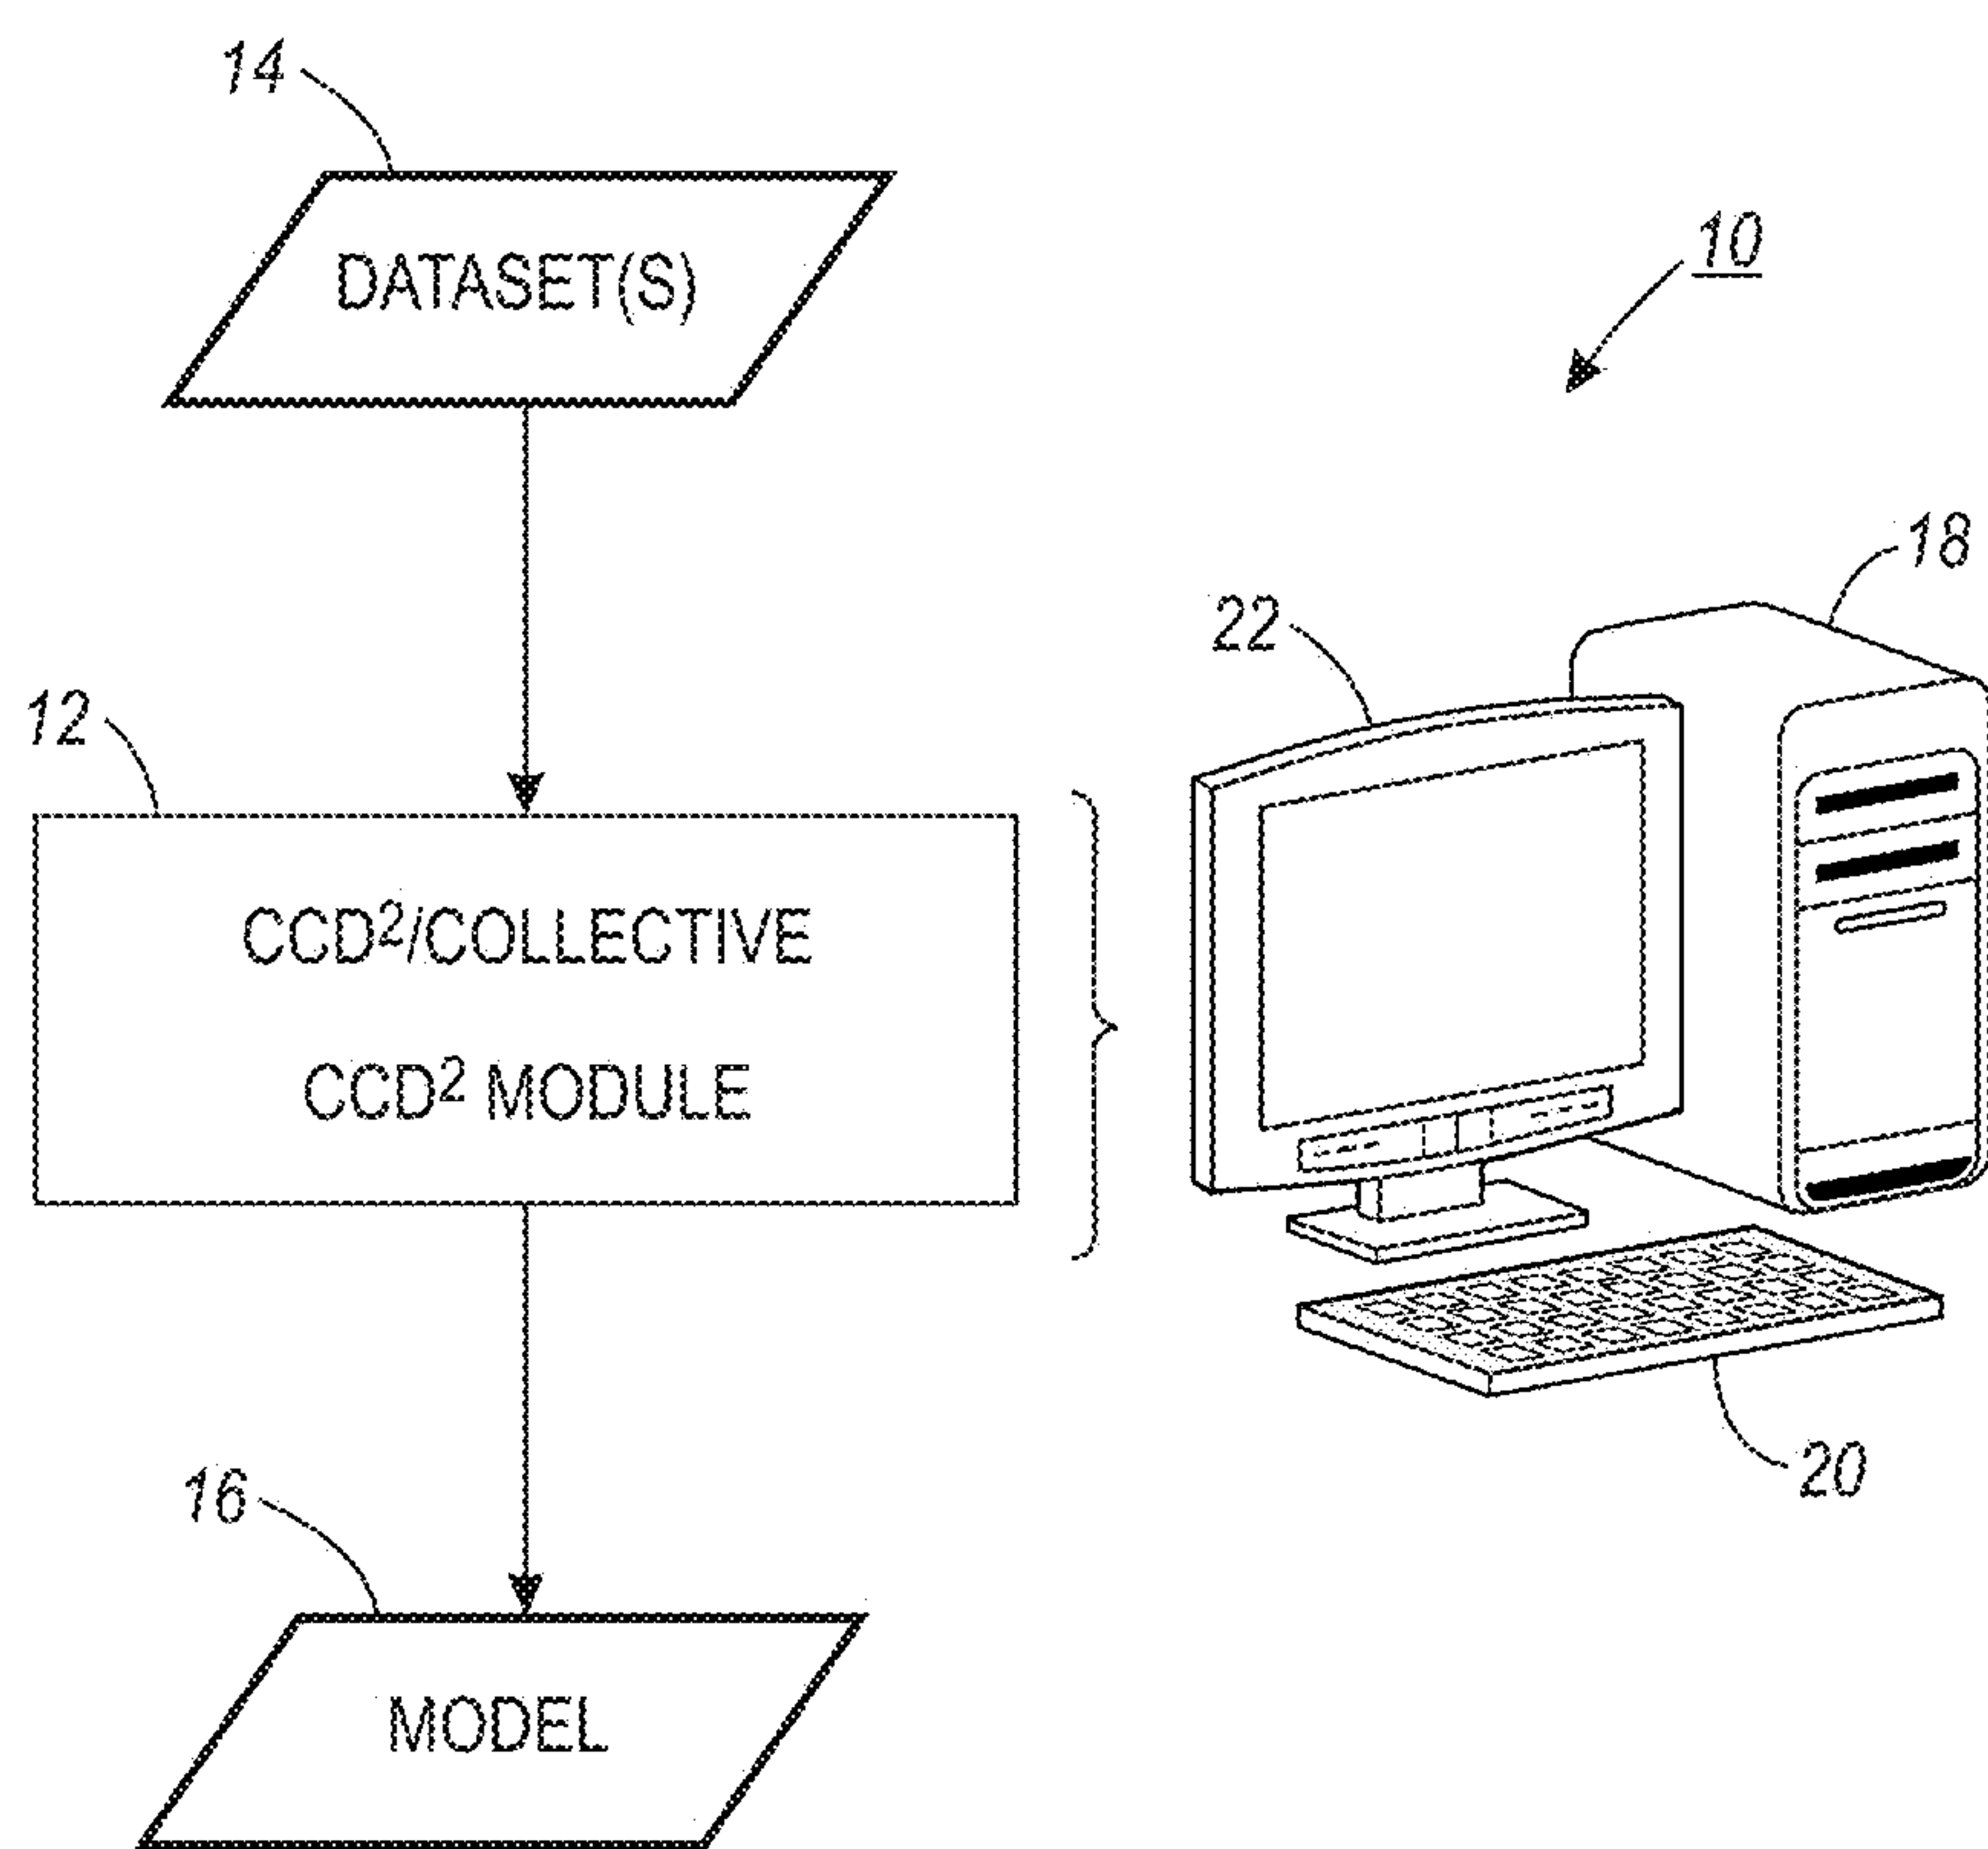 14
DATASET(S)
10
18
22
12
CCD²/COLLECTIVE
CCD² MODULE
16
20
MODEL